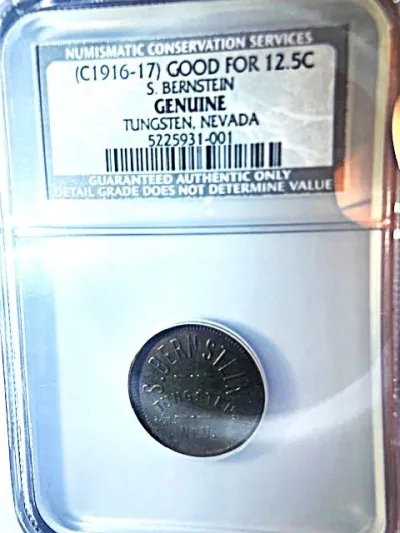 NUMISMATIC CONSERVATION SERVICES
(C1916-17) GOOD FOR 12.5C
S. BERNSTEIN
GENUINE
TUNGSTEN, NEVADA
5225931-001
GUARANTEED AUTHENTIC ONLY
DETAIL GRADE DOES NOT DETERMINE VALUE
S. BERNSTEIN
TUNGSTEN,
NEV.